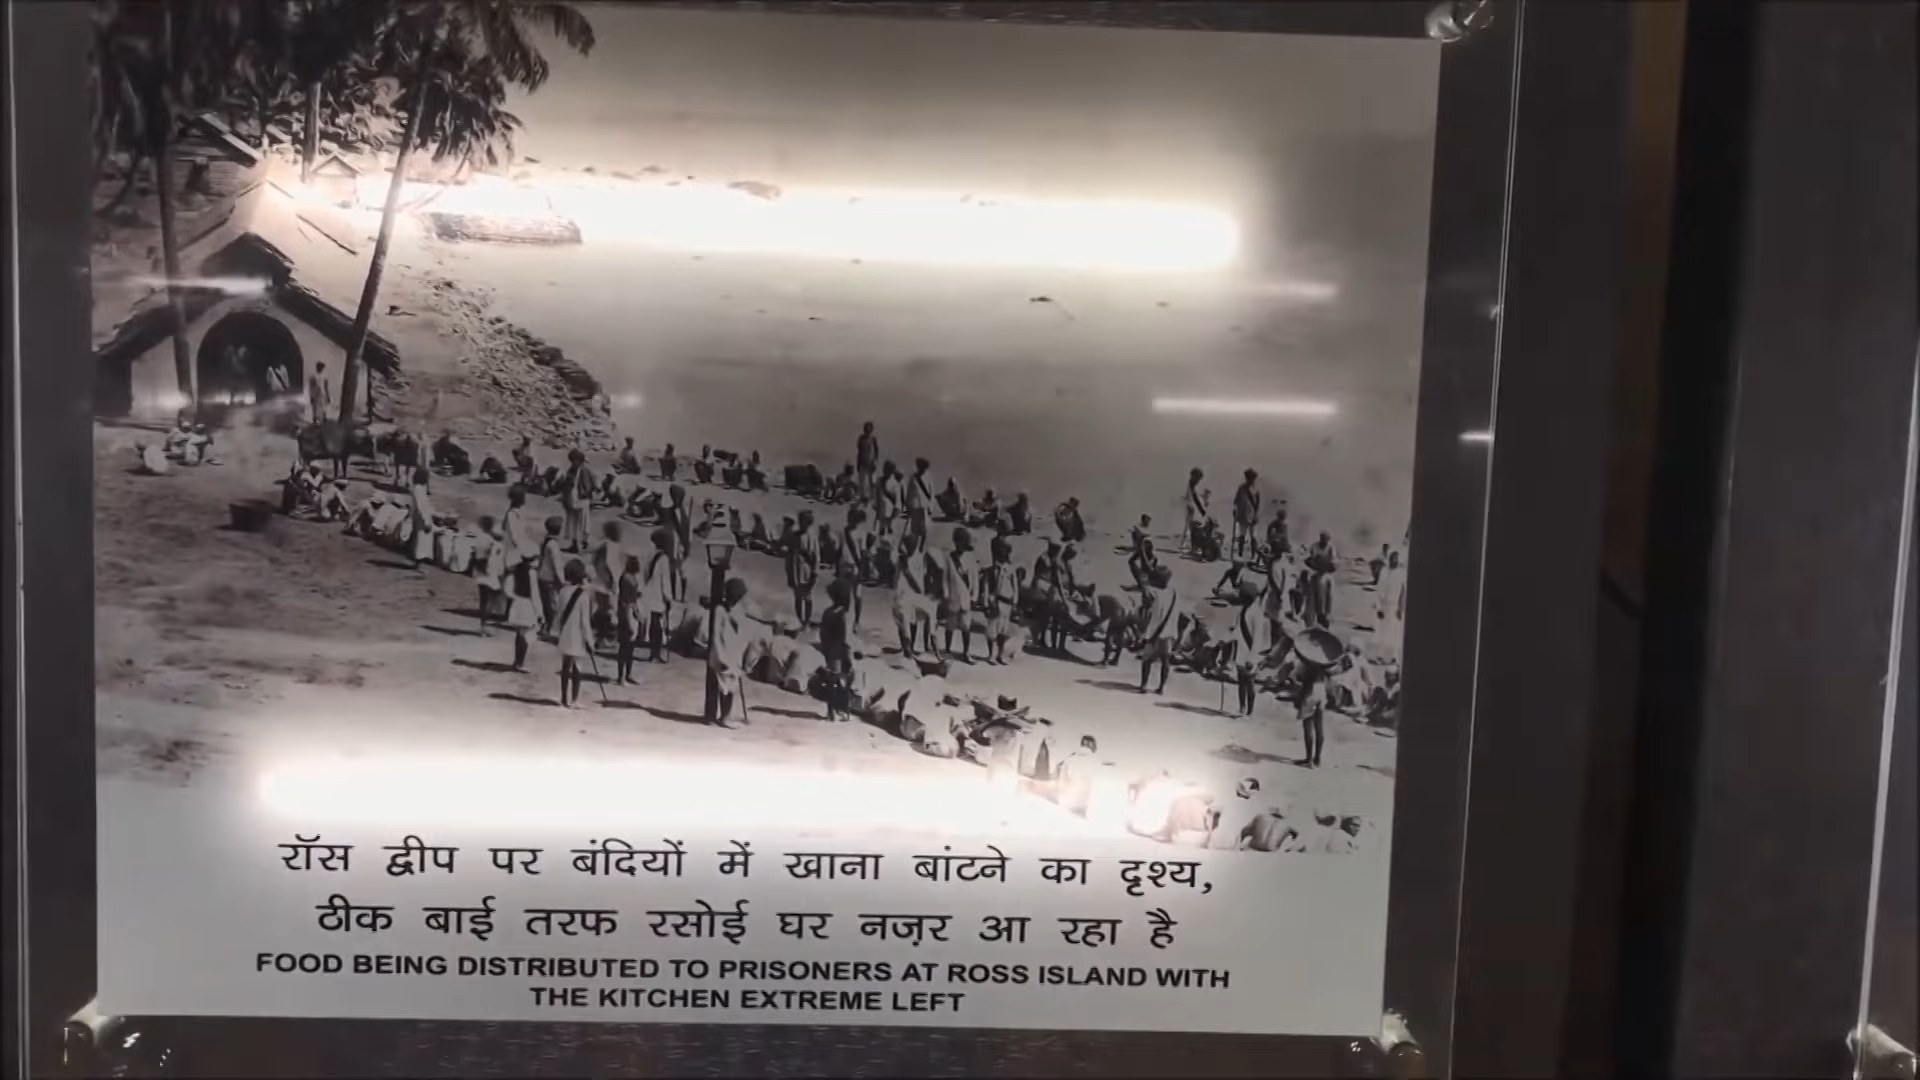 रॉस द्वीप पर बंदियों में खाना बांटने का दृश्य,
ठीक बाई तरफ रसोई घर नज़र आ रहा है
FOOD BEING DISTRIBUTED TO PRISONERS AT ROSS ISLAND WITH
THE KITCHEN EXTREME LEFT